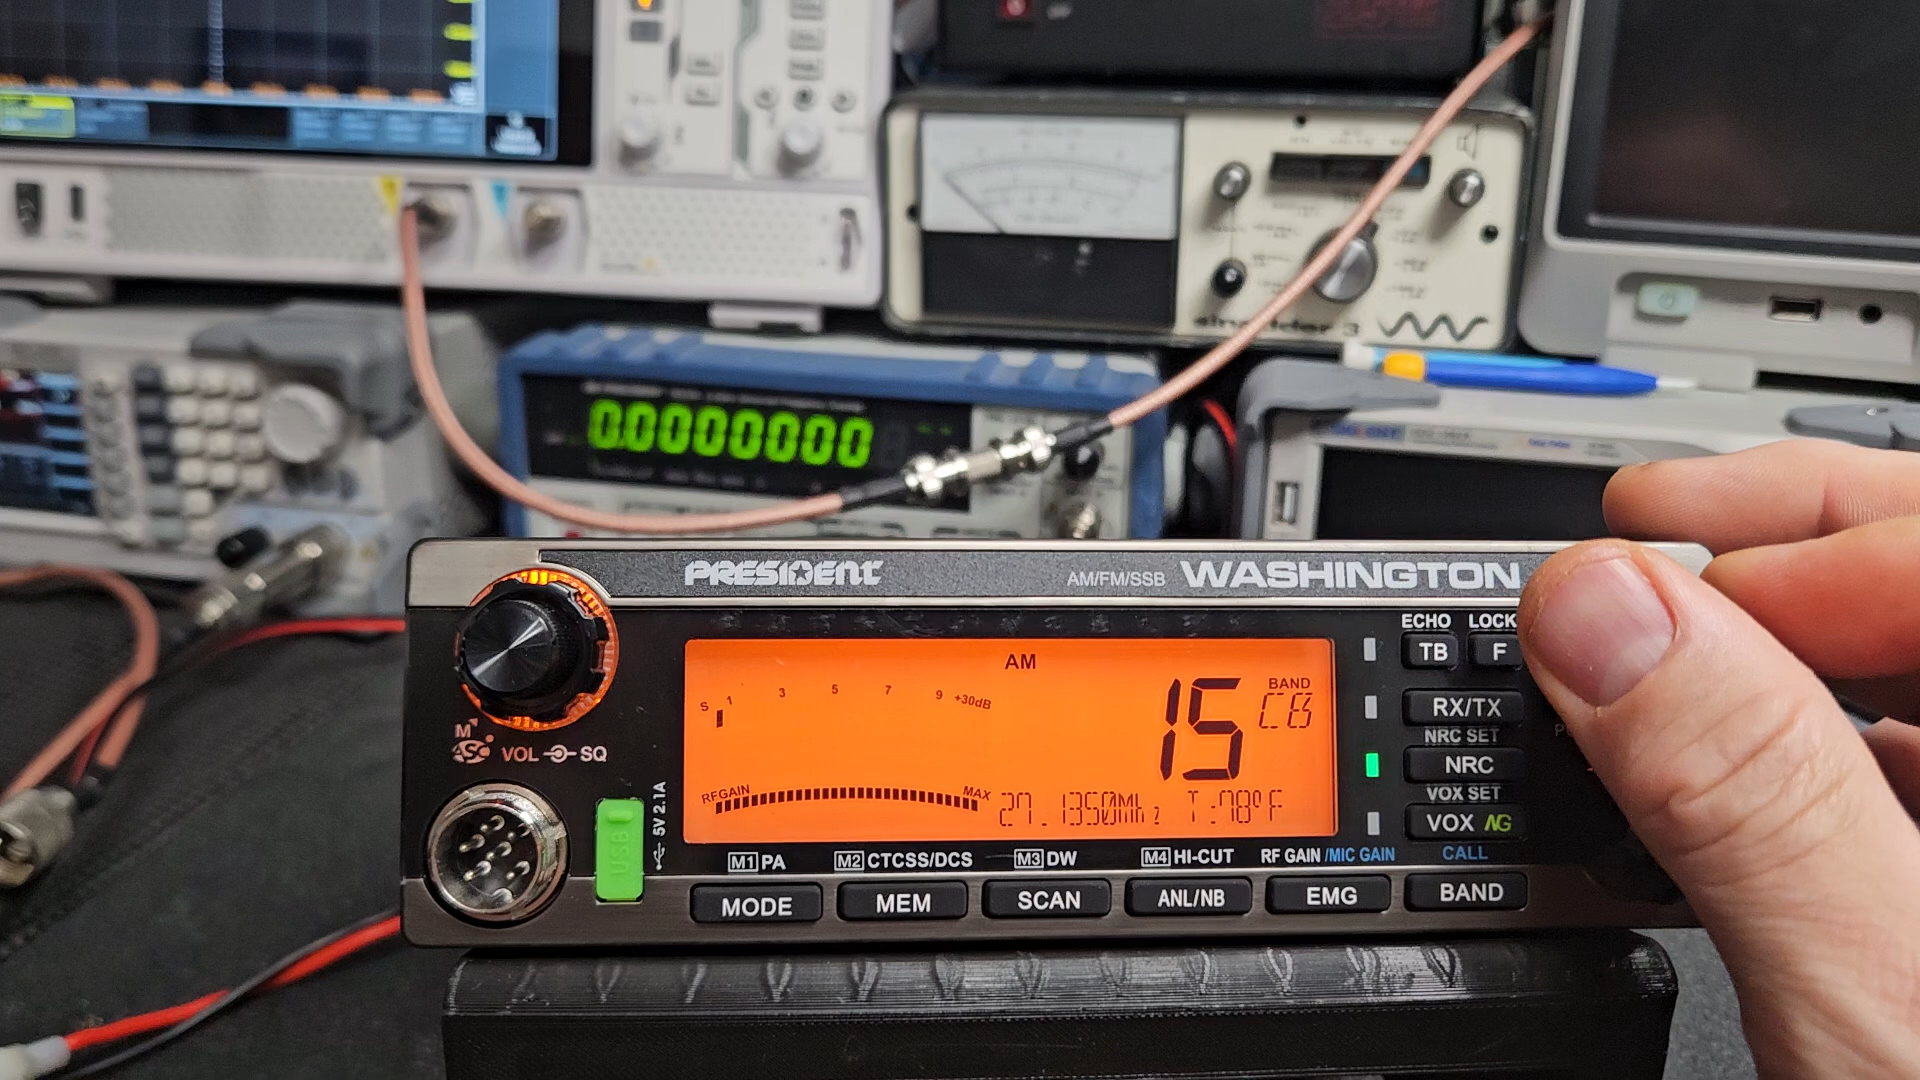 0.0000000
PRESIDENT
AM/FM/SSB WASHINGTON
ECHO LOCK
TB F
AM
S 1 3 5 7 9 +30dB
15
BAND
CB
RX/TX
NRC SET
NRC
VOX SET
VOX NG
CALL
M
ASC VOL SQ
USB
5V 2.1A
RFGAIN MAX
27.1350MHz T:78°F
M1 PA M2 CTCSS/DCS M3 DW M4 HI-CUT RF GAIN /MIC GAIN
MODE MEM SCAN ANL/NB EMG BAND